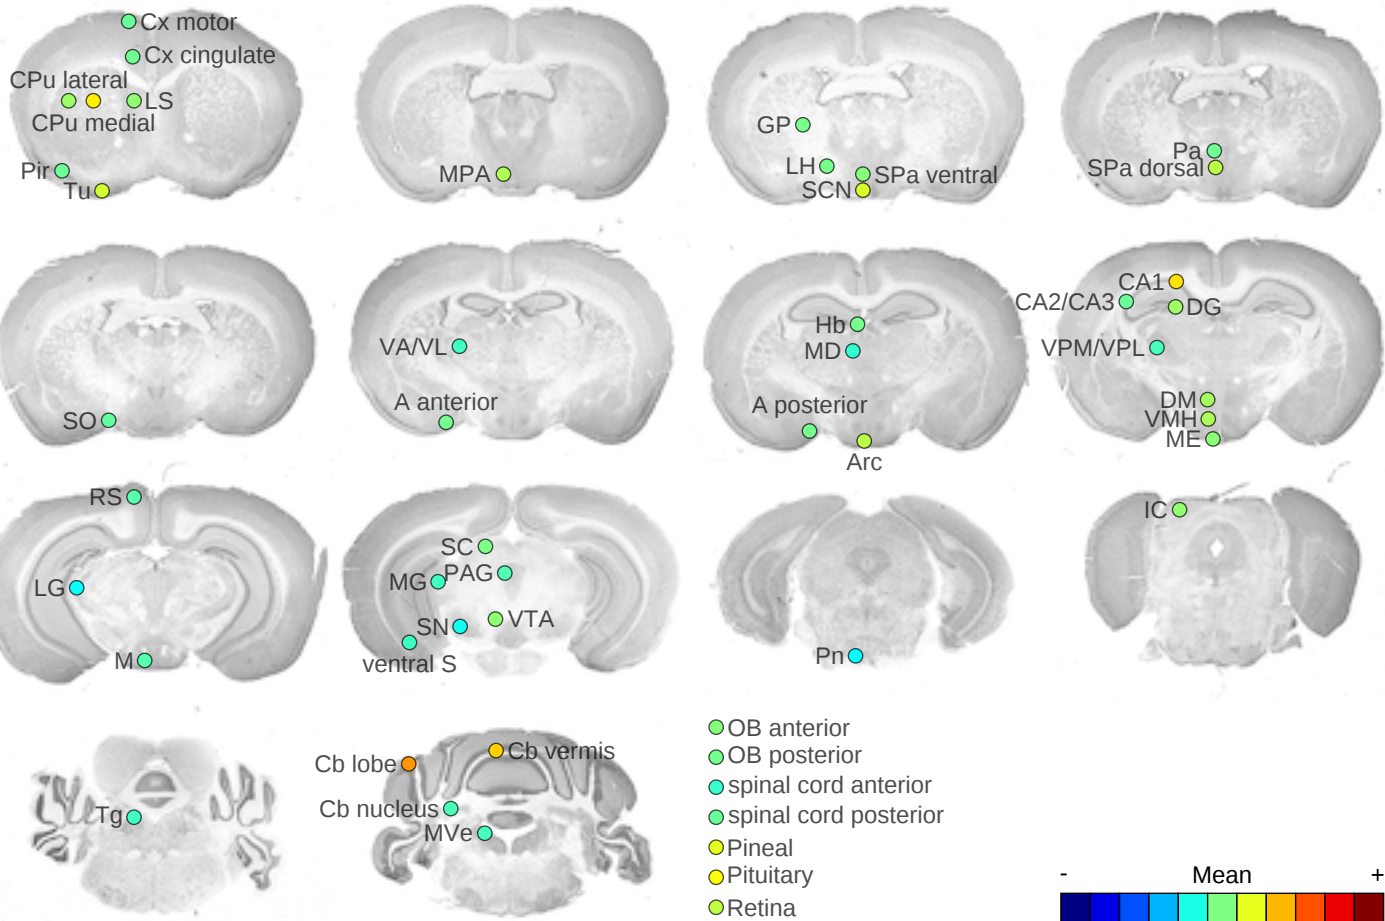 Cx motor
Cx cingulate
CPu lateral
LS
CPu medial
Pir
Tu
MPA
GP
LH
SPa ventral
SCN
Pa
SPa dorsal
SO
VA/VL
A anterior
Hb
MD
A posterior
Arc
CA1
CA2/CA3
DG
VPM/VPL
DM
VMH
ME
RS
LG
M
SC
MG
PAG
SN
VTA
ventral S
Pn
IC
Tg
Cb lobe
Cb vermis
Cb nucleus
MVe
OB anterior
OB posterior
spinal cord anterior
spinal cord posterior
Pineal
Pituitary
Retina
- Mean +